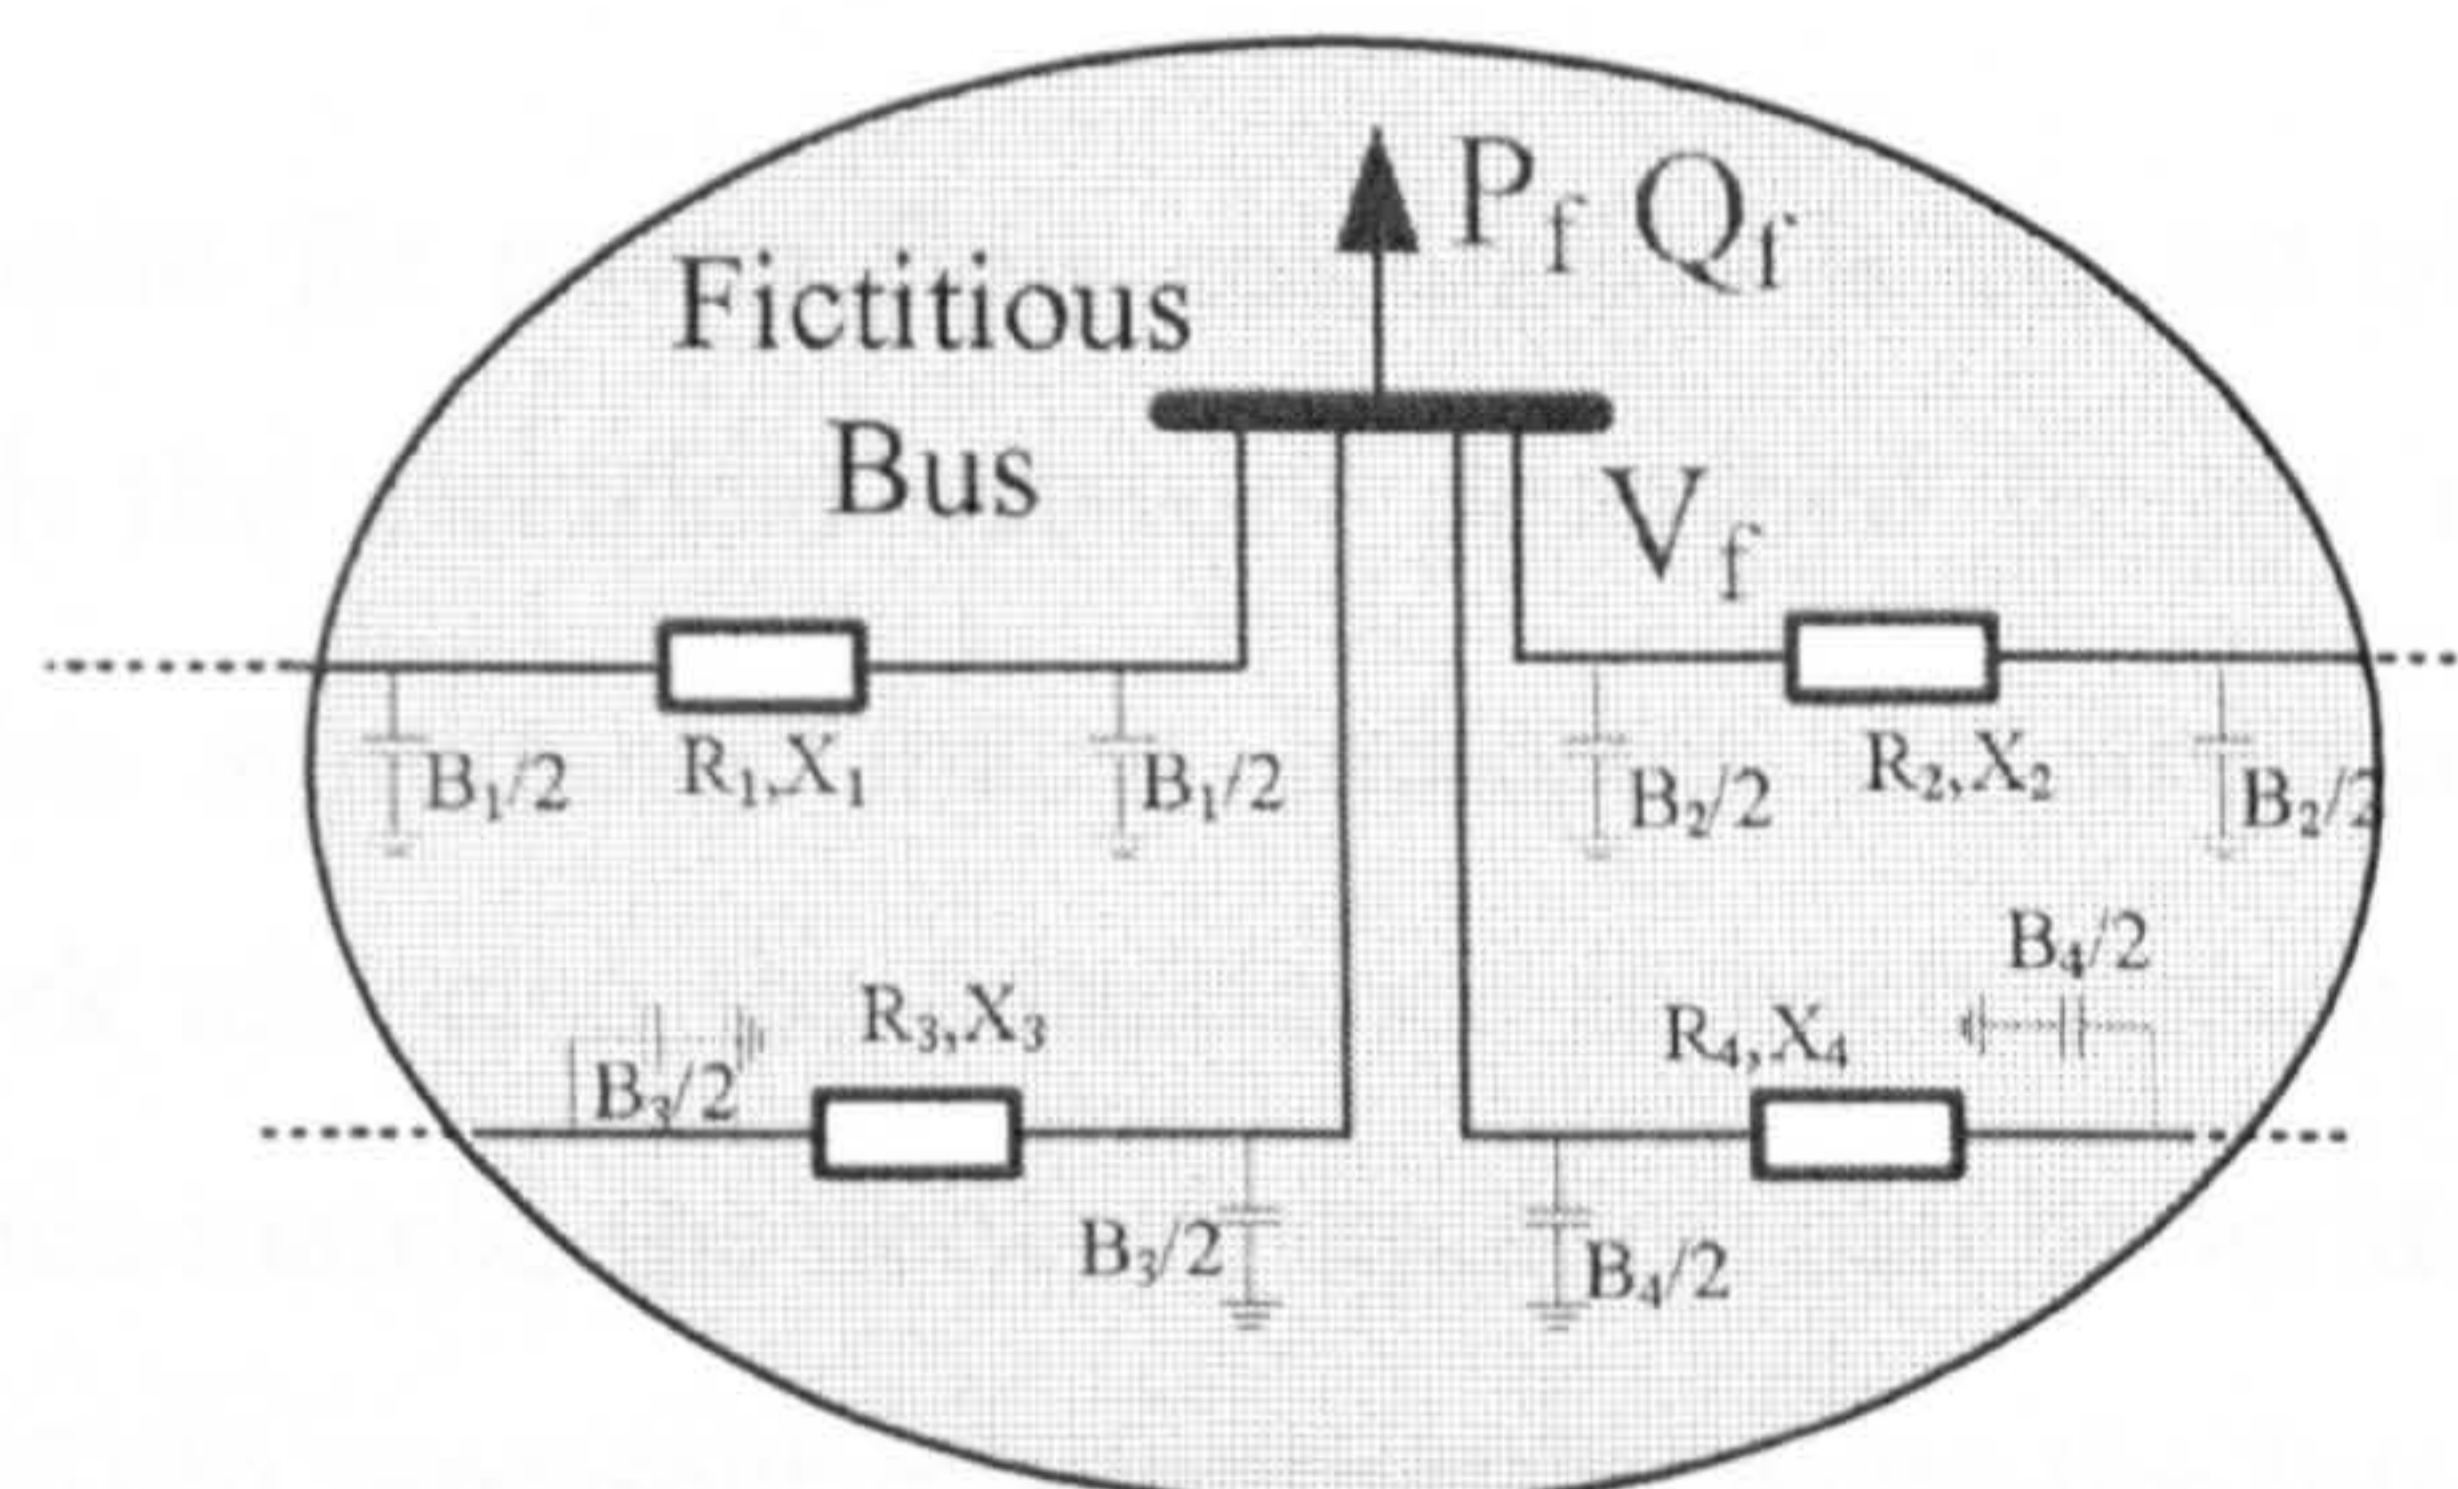 P_f Q_f
Fictitious
Bus
V_f
B_1/2
R_1,X_1
B_1/2
B_2/2
R_2,X_2
B_2/2
B_3/2
R_3,X_3
R_4,X_4
B_4/2
B_3/2
B_4/2